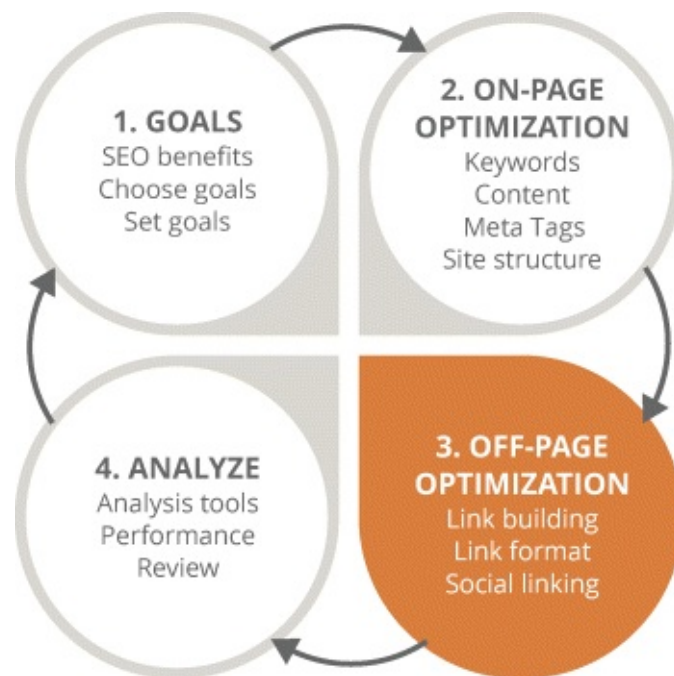 1. GOALS
SEO benefits
Choose goals
Set goals
2. ON-PAGE
OPTIMIZATION
Keywords
Content
Meta Tags
Site structure
3. OFF-PAGE
OPTIMIZATION
Link building
Link format
Social linking
4. ANALYZE
Analysis tools
Performance
Review